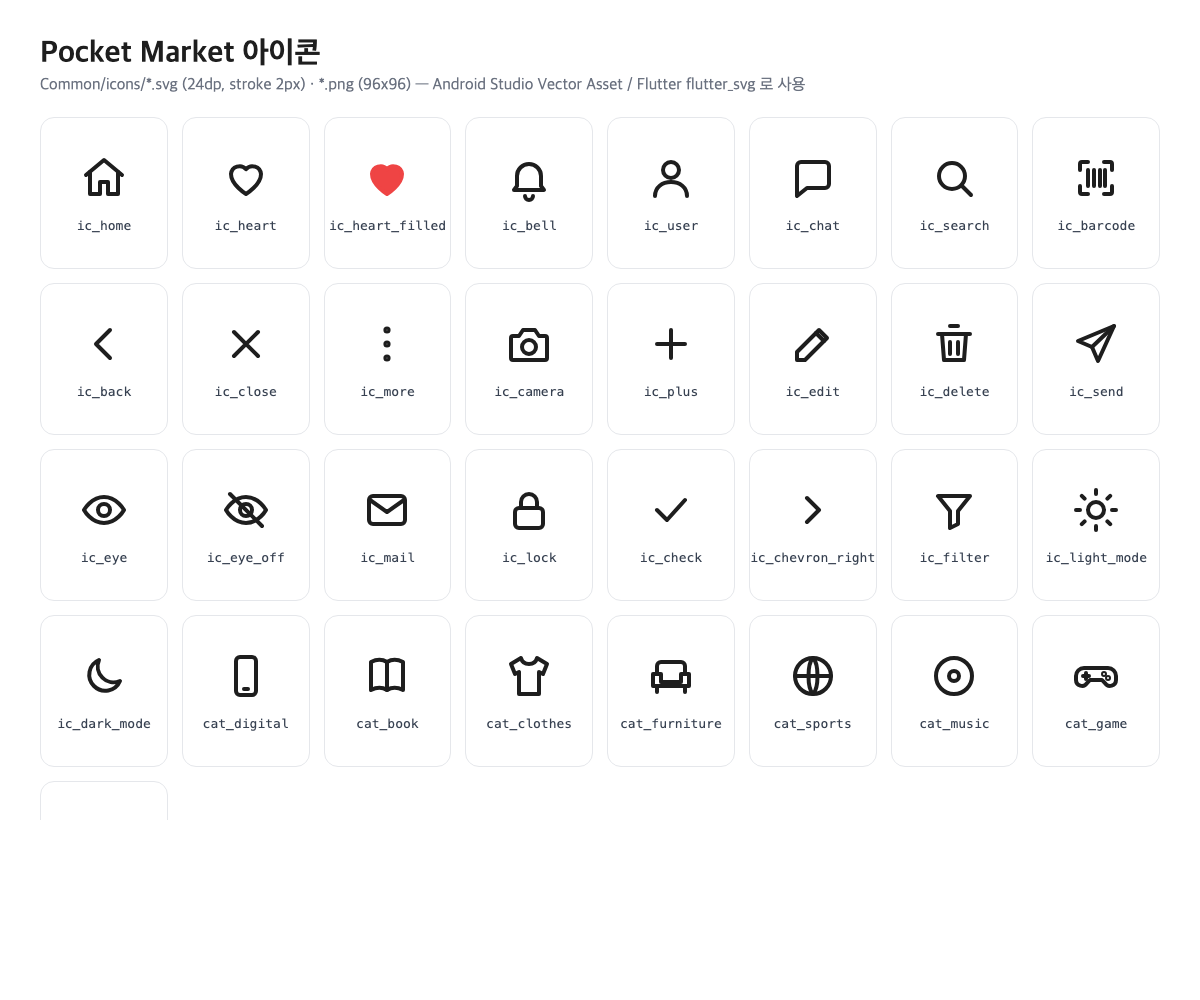 Pocket Market 아이콘
Common/icons/*.svg (24dp, stroke 2px) · *.png (96x96) — Android Studio Vector Asset / Flutter flutter_svg 로 사용
ic_home ic_heart ic_heart_filled ic_bell ic_user ic_chat ic_search ic_barcode
ic_back ic_close ic_more ic_camera ic_plus ic_edit ic_delete ic_send
ic_eye ic_eye_off ic_mail ic_lock ic_check ic_chevron_right ic_filter ic_light_mode
ic_dark_mode cat_digital cat_book cat_clothes cat_furniture cat_sports cat_music cat_game